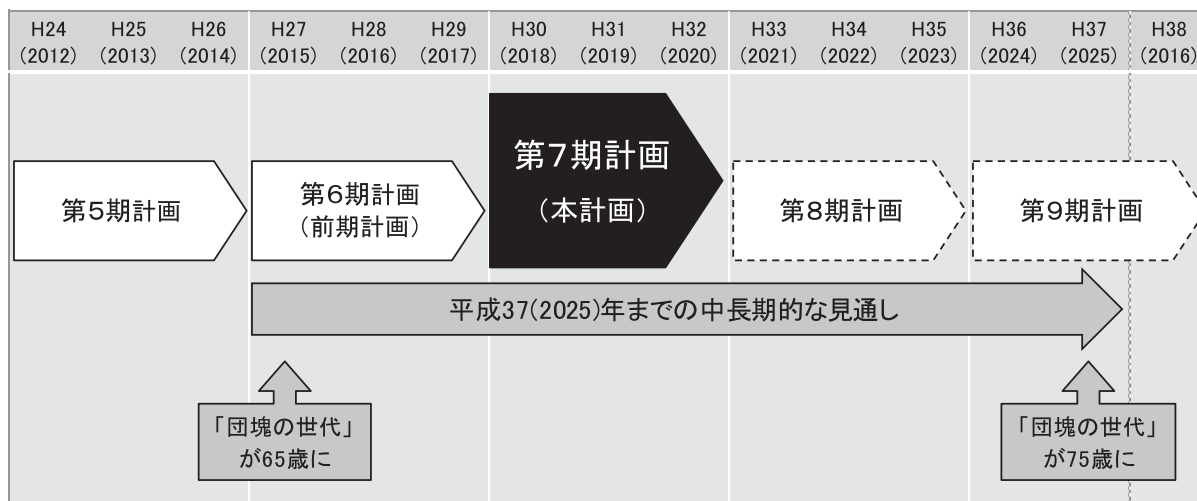 H24 H25 H26 H27 H28 H29 H30 H31 H32 H33 H34 H35 H36 H37 H38
(2012) (2013) (2014) (2015) (2016) (2017) (2018) (2019) (2020) (2021) (2022) (2023) (2024) (2025) (2016)
第5期計画
第6期計画
(前期計画)
第7期計画
(本計画)
第8期計画
第9期計画
平成37(2025)年までの中長期的な見通し
「団塊の世代」
が65歳に
「団塊の世代」
が75歳に